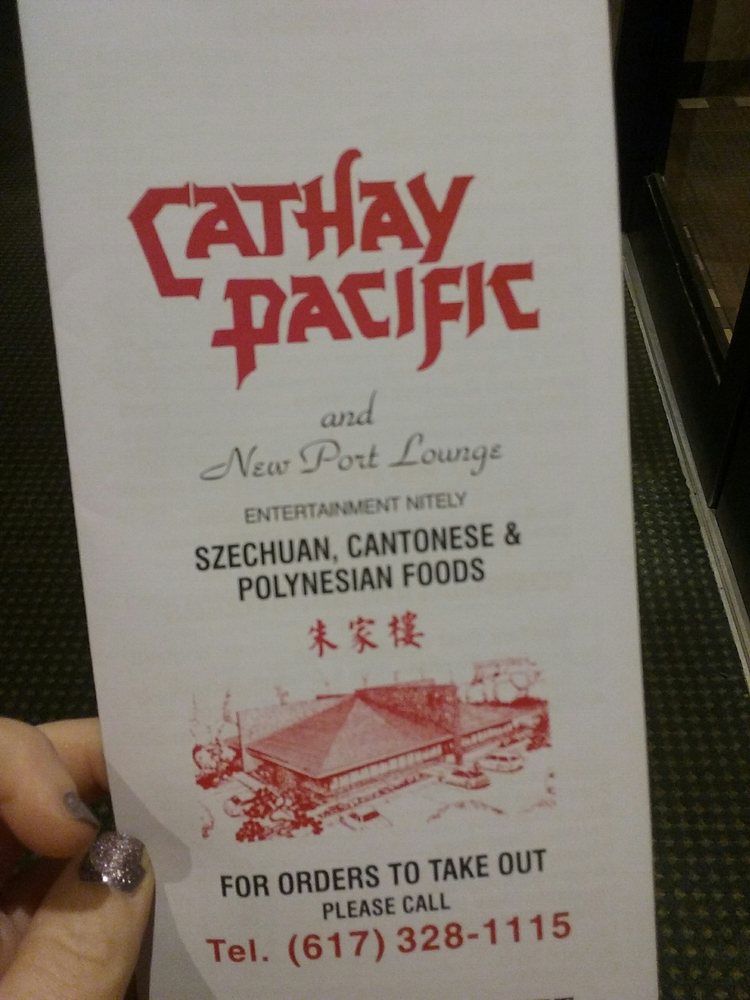 CATHAY
PACIFIC
and
New Port Lounge
ENTERTAINMENT NITELY
SZECHUAN, CANTONESE &
POLYNESIAN FOODS
朱家樓
FOR ORDERS TO TAKE OUT
PLEASE CALL
Tel. (617) 328-1115